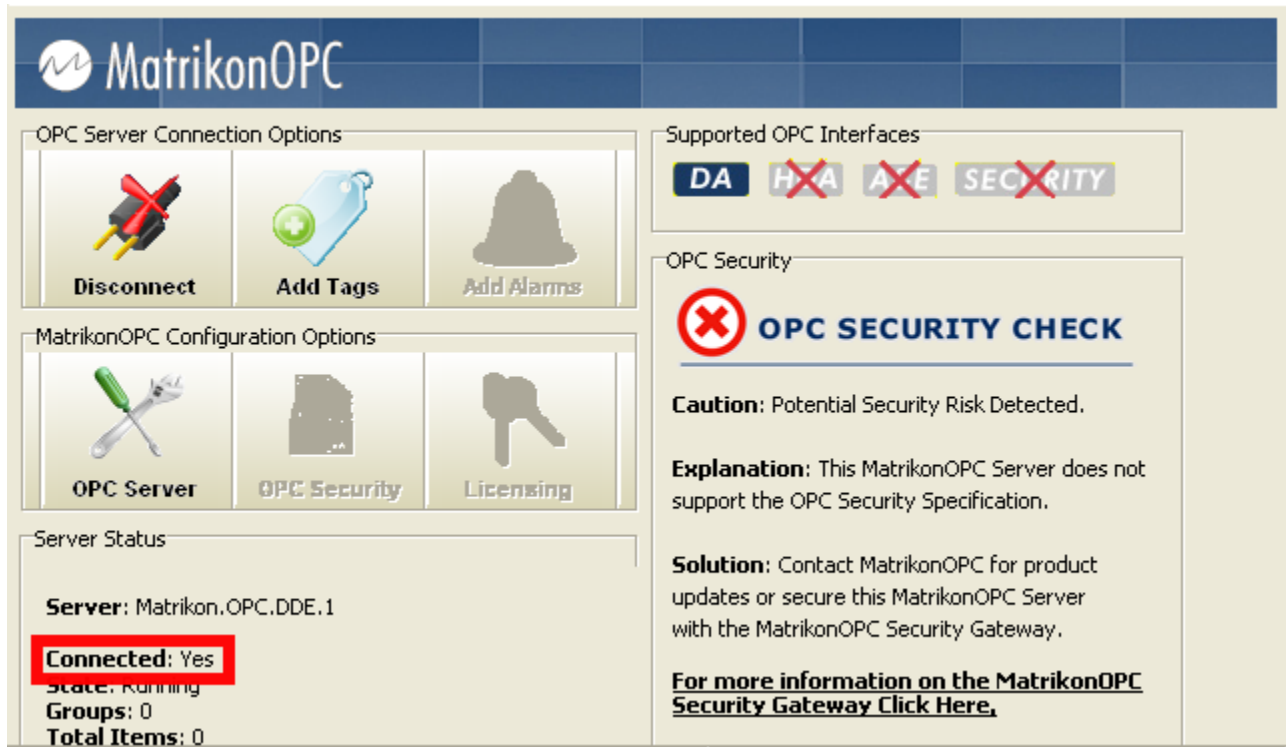 MatrikonOPC
OPC Server Connection Options
Disconnect
Add Tags
Add Alarms
MatrikonOPC Configuration Options
OPC Server
OPC Security
Licensing
Server Status
Server: Matrikon.OPC.DDE.1
Connected: Yes
State: Running
Groups: 0
Total Items: 0
Supported OPC Interfaces
DA
HDA
A&E
SECURITY
OPC Security
OPC SECURITY CHECK
Caution: Potential Security Risk Detected.
Explanation: This MatrikonOPC Server does not
support the OPC Security Specification.
Solution: Contact MatrikonOPC for product
updates or secure this MatrikonOPC Server
with the MatrikonOPC Security Gateway.
For more information on the MatrikonOPC
Security Gateway Click Here,